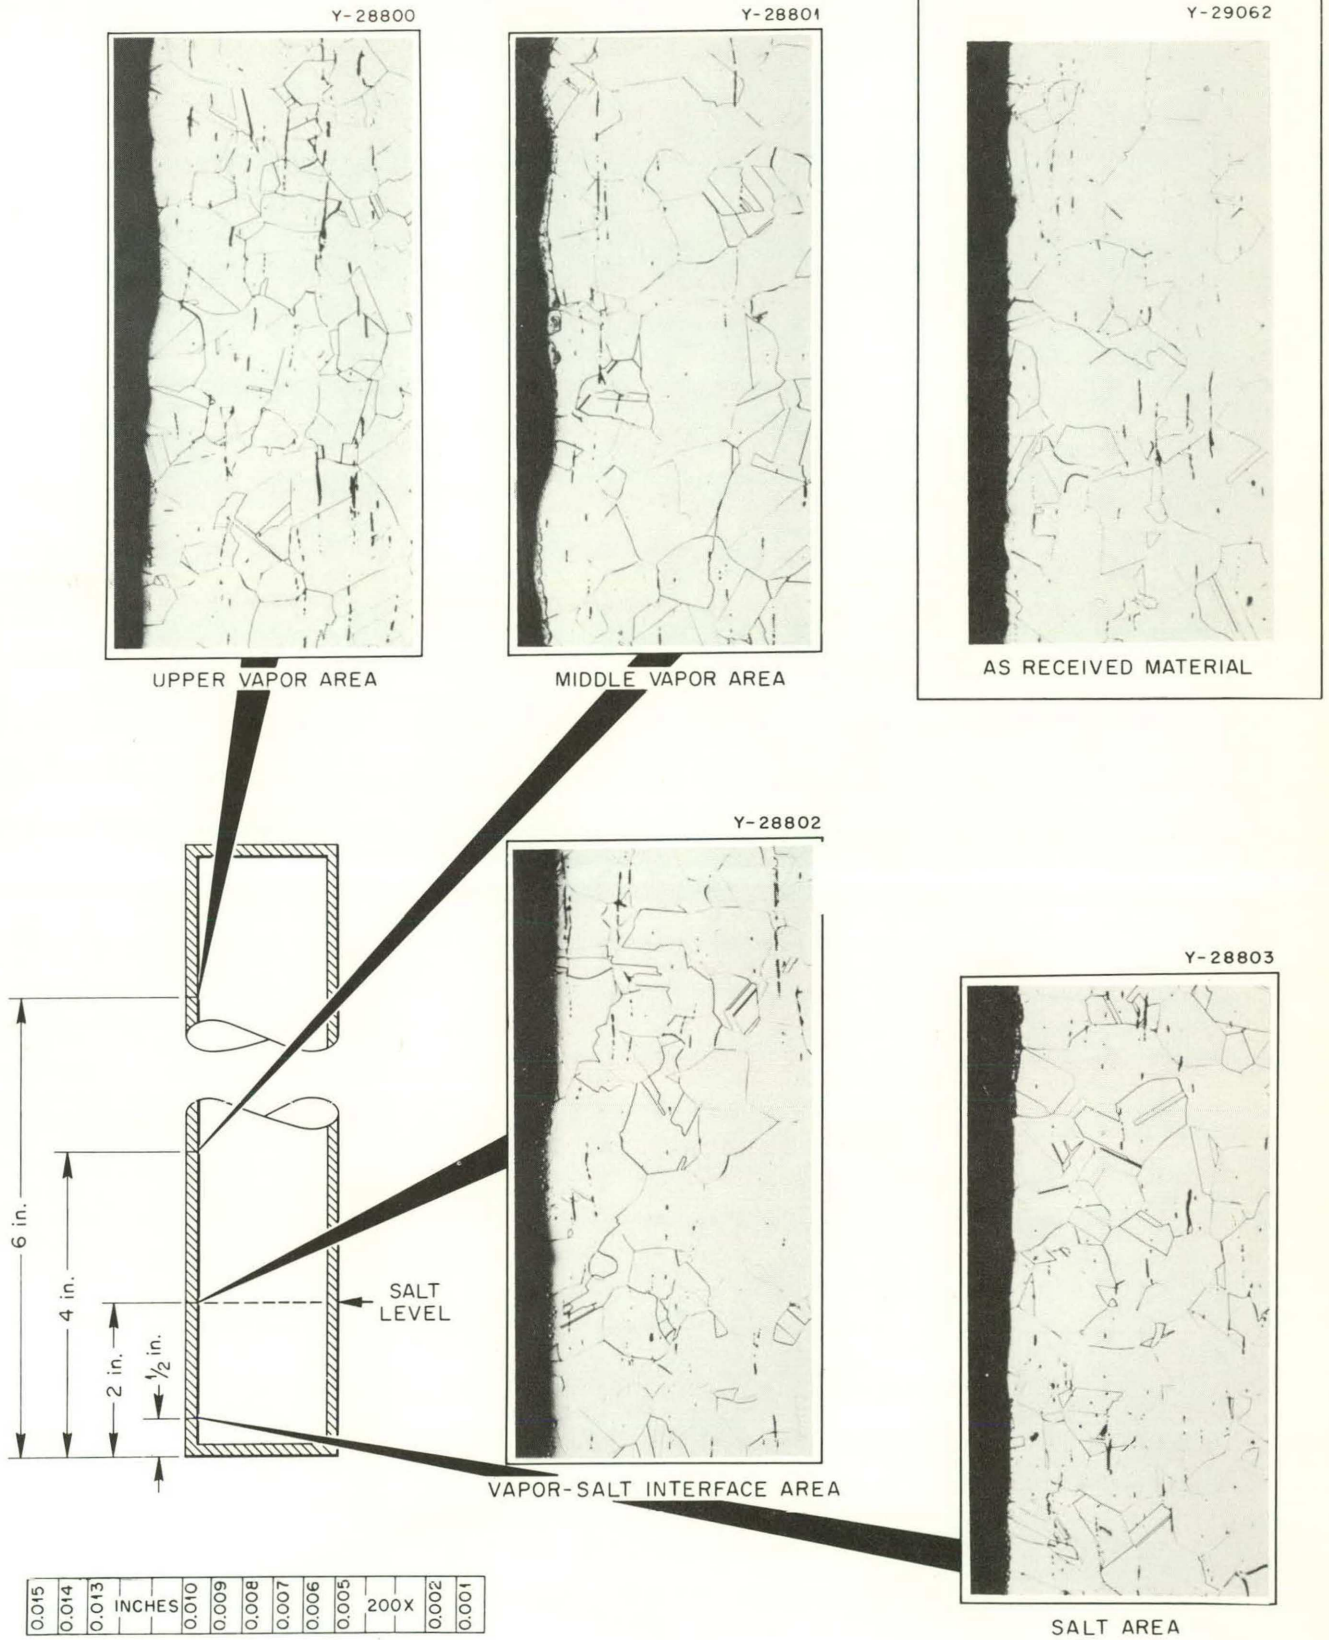 Y-28800
Y-28801
Y-29062
UPPER VAPOR AREA
MIDDLE VAPOR AREA
AS RECEIVED MATERIAL
Y-28802
Y-28803
6 in.
4 in.
2 in.
1/2 in.
SALT
LEVEL
VAPOR-SALT INTERFACE AREA
0.015
0.014
0.013
INCHES
0.010
0.009
0.008
0.007
0.006
0.005
200X
0.002
0.001
SALT AREA